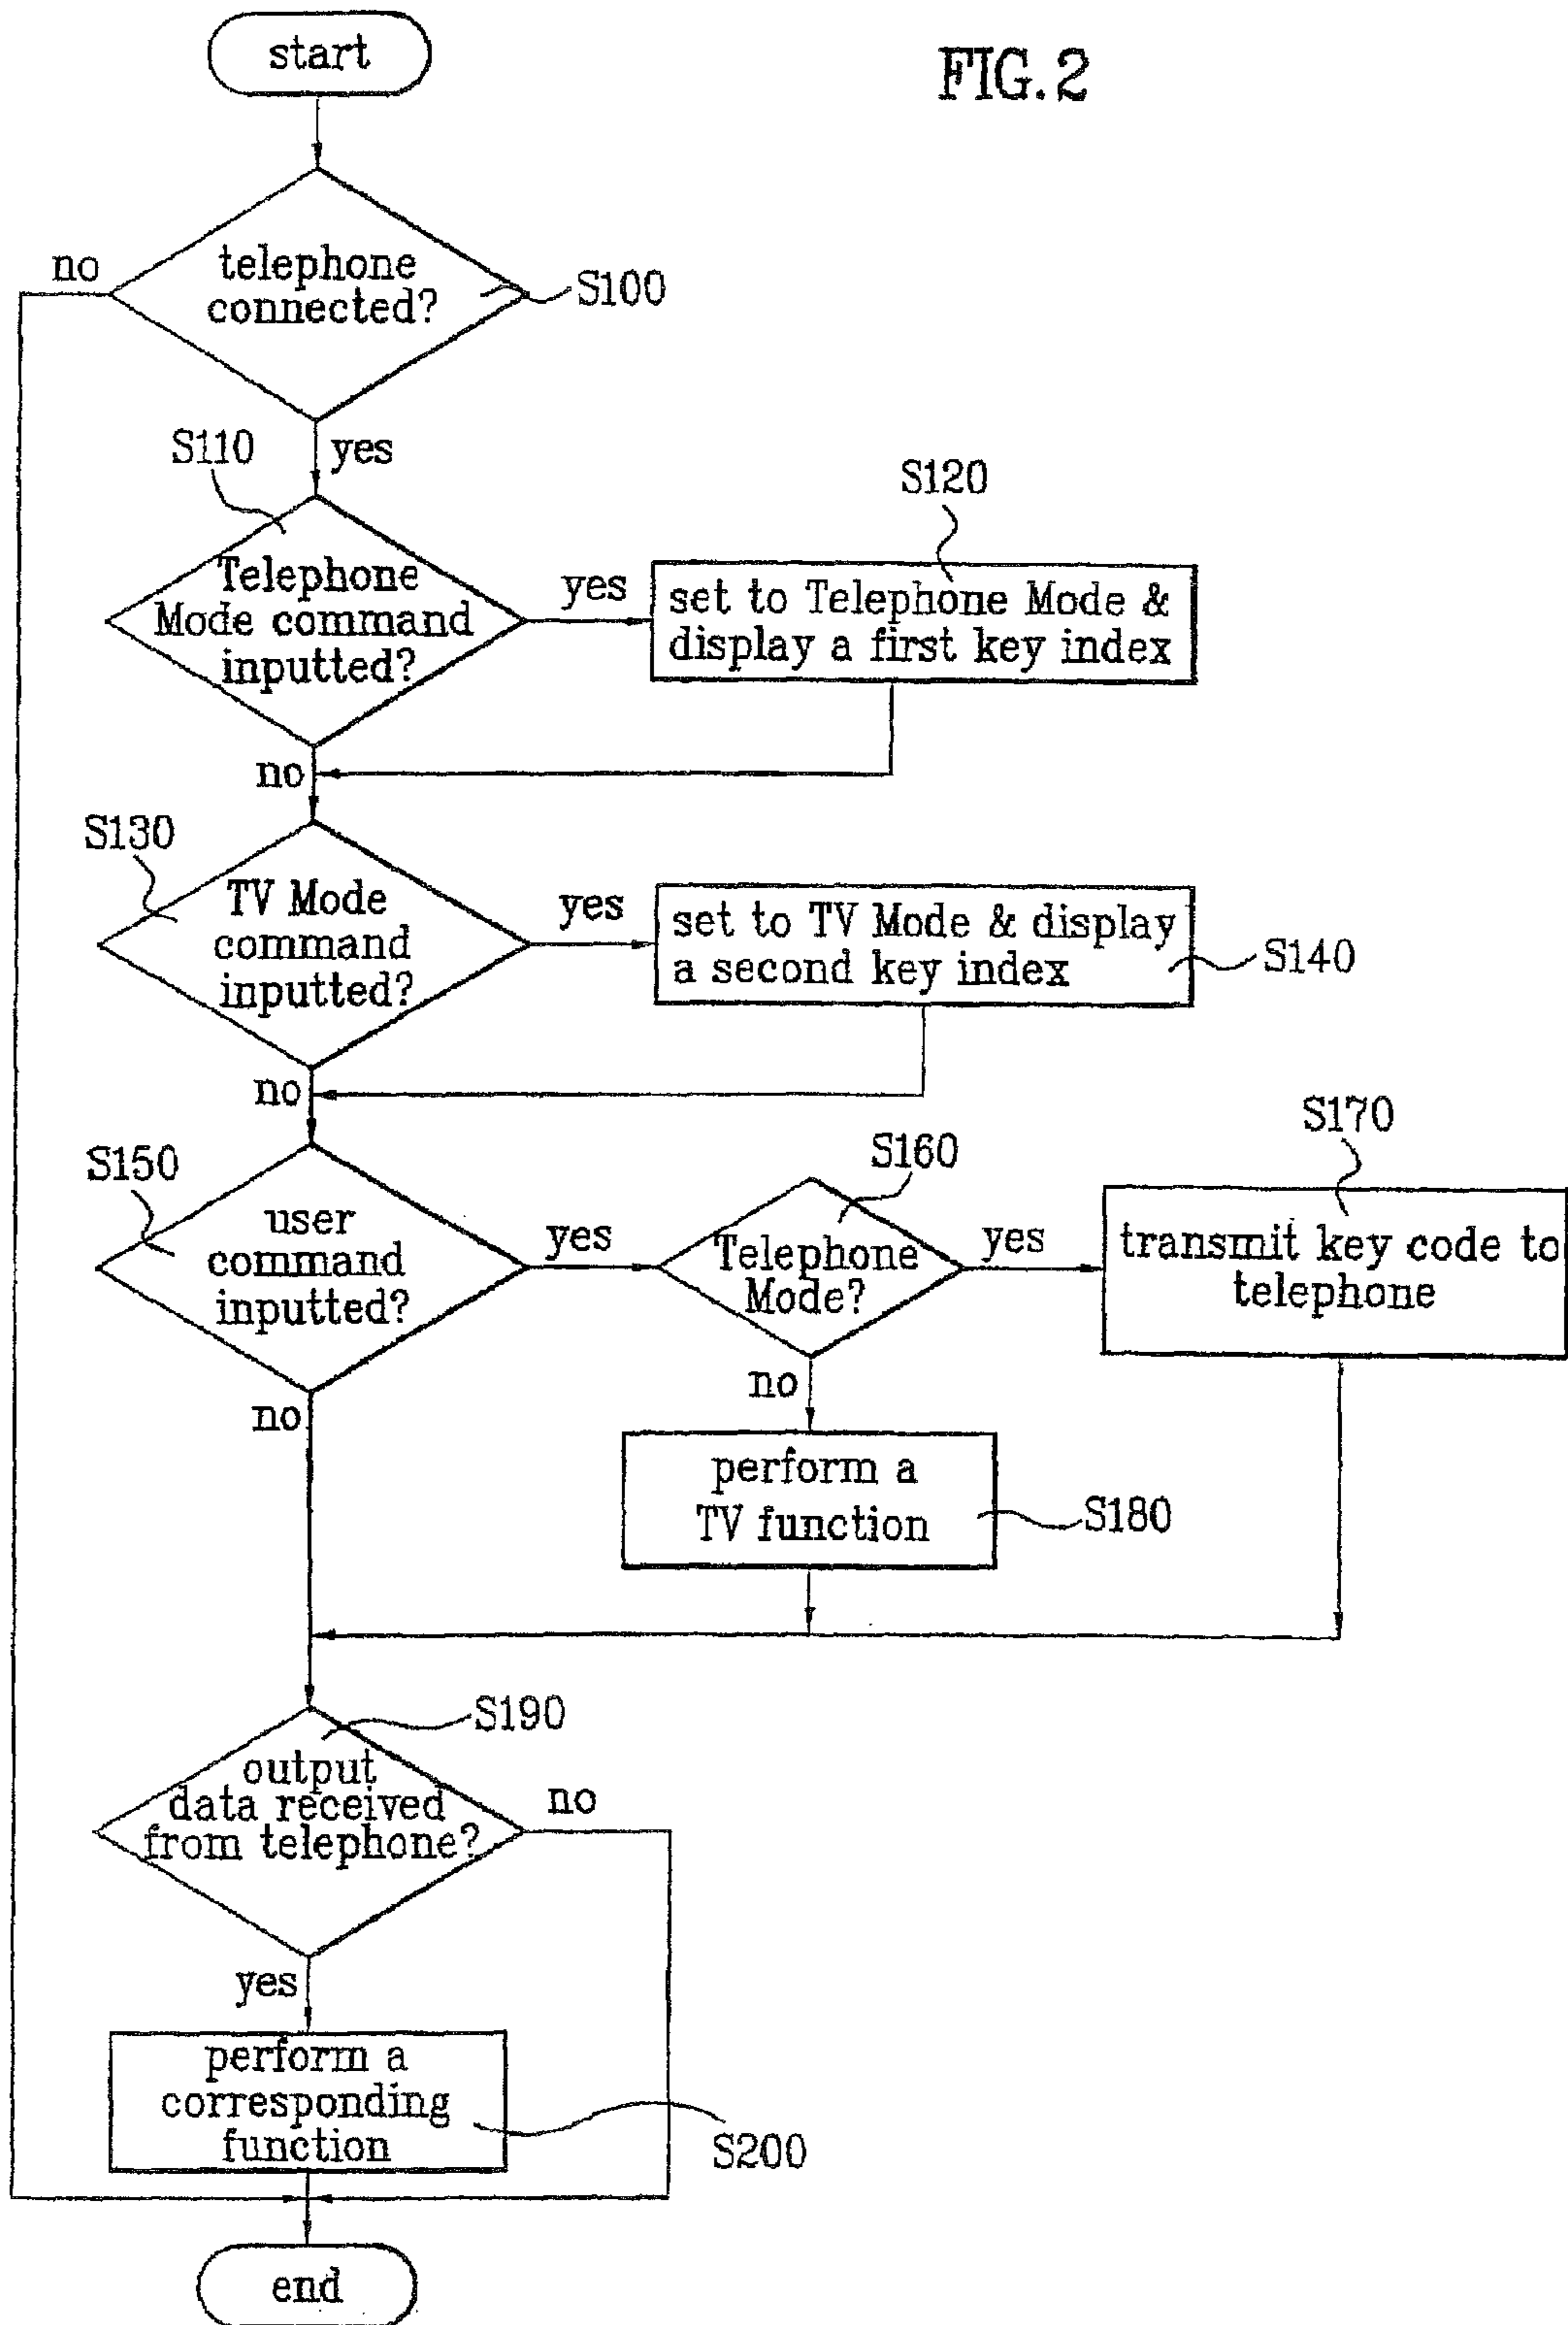 start
FIG. 2
no
telephone
connected?
S100
S110
yes
S120
Telephone
Mode command
inputted?
yes
set to Telephone Mode &
display a first key index
no
S130
TV Mode
command
inputted?
yes
set to TV Mode & display
a second key index
S140
no
S150
user
command
inputted?
yes
S160
Telephone
Mode?
yes
S170
transmit key code to
telephone
no
no
perform a
TV function
S180
S190
output
data received
from telephone?
no
yes
perform a
corresponding
function
S200
end